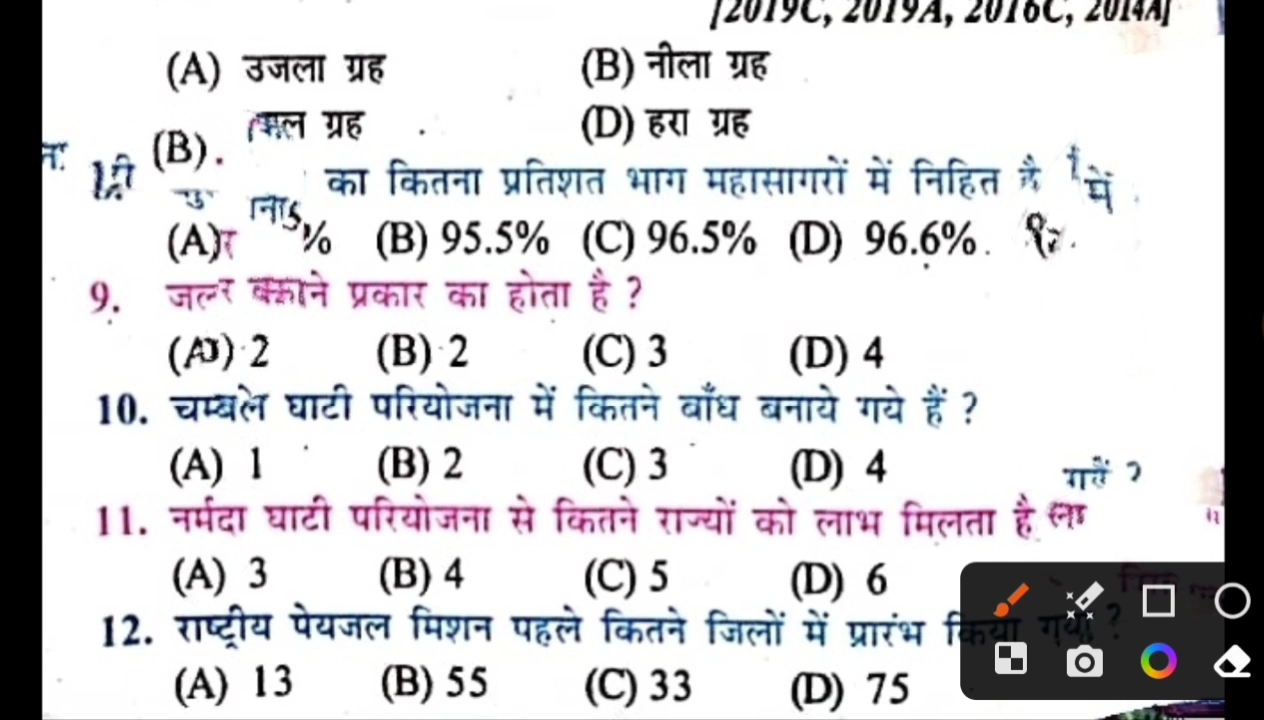 [2019C, 2019A, 2016C, 2014A]
(A) उजला ग्रह (B) नीला ग्रह
ग्रह (D) हरा ग्रह
(B).
का कितना प्रतिशत भाग महासागरों में निहित है में
(A) % (B) 95.5% (C) 96.5% (D) 96.6%.
9. प्रकार का होता है ?
(A) 2 (B) 2 (C) 3 (D) 4
10. चम्बल घाटी परियोजना में कितने बाँध बनाये गये हैं ?
(A) 1 (B) 2 (C) 3 (D) 4
11. नर्मदा घाटी परियोजना से कितने राज्यों को लाभ मिलता है
(A) 3 (B) 4 (C) 5 (D) 6
12. राष्ट्रीय पेयजल मिशन पहले कितने जिलों में प्रारंभ किया गया ?
(A) 13 (B) 55 (C) 33 (D) 75